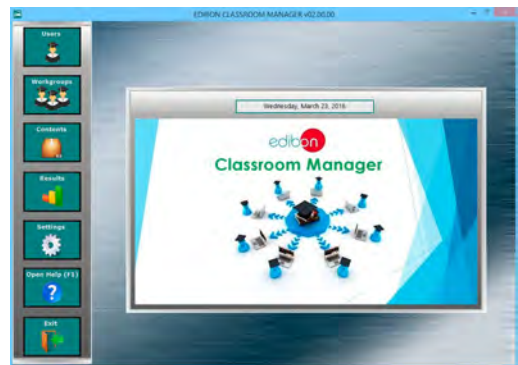 EDIBON CLASSROOM MANAGER v02.00.00
Users
Workgroups
Contents
Results
Settings
Open Help (F1)
?
Exit
Wednesday, March 23, 2016
edibon
Classroom Manager